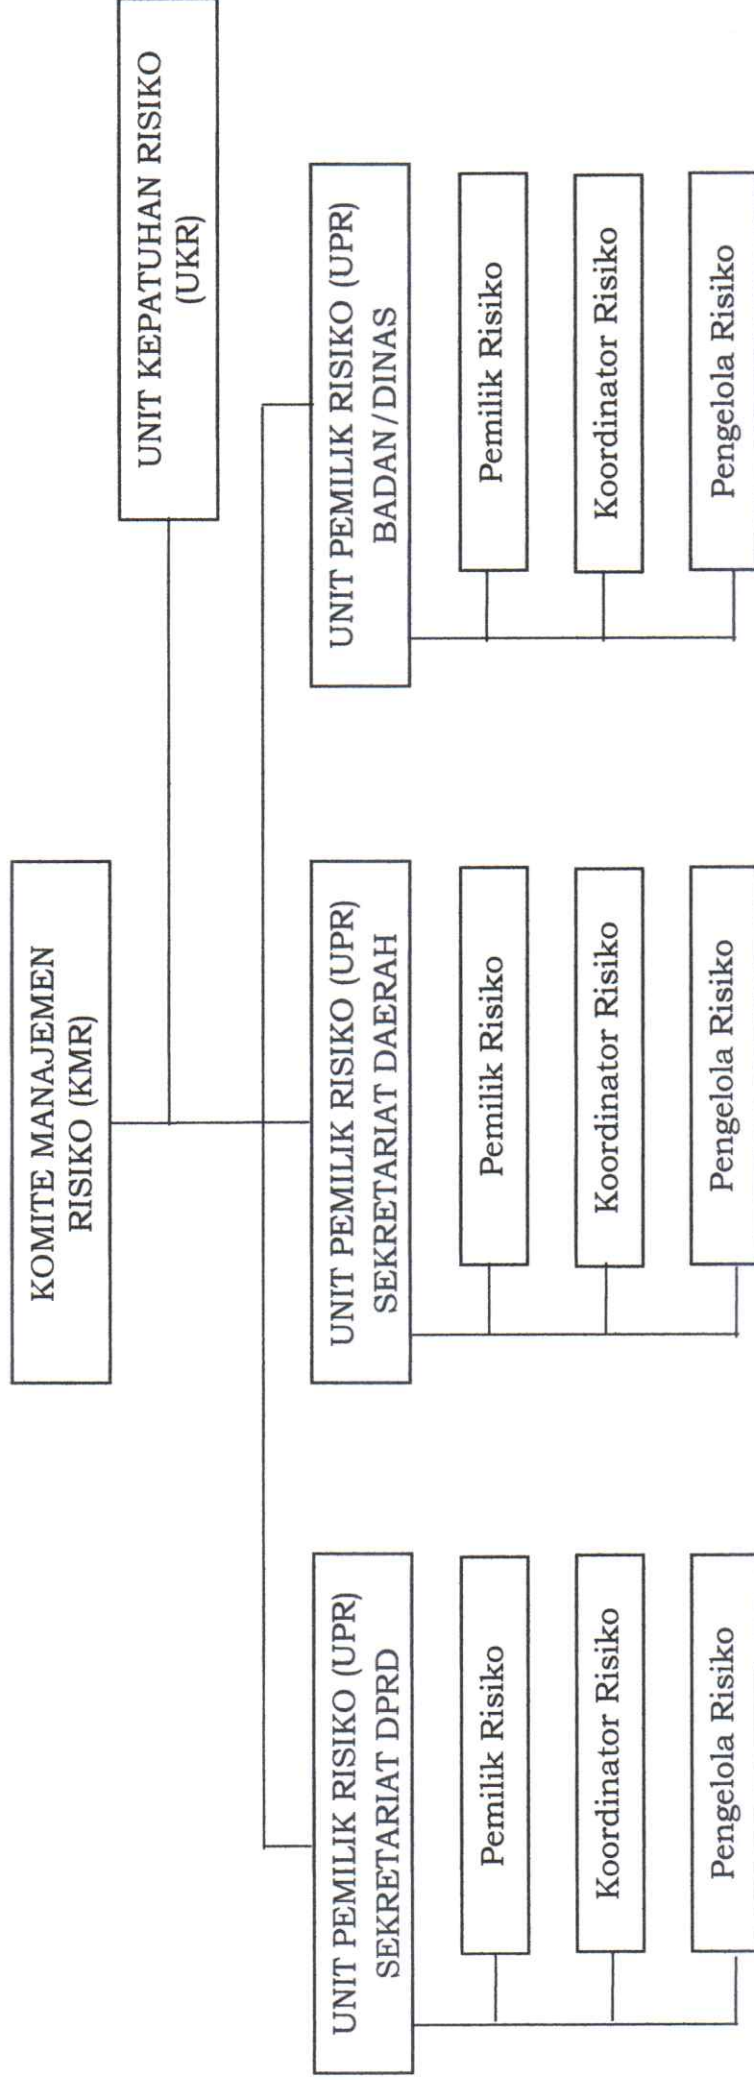 KOMITE MANAJEMEN
RISIKO (KMR)
UNIT KEPATUHAN RISIKO
(UKR)
UNIT PEMILIK RISIKO (UPR)
SEKRETARIAT DPRD
Pemilik Risiko
Koordinator Risiko
Pengelola Risiko
UNIT PEMILIK RISIKO (UPR)
SEKRETARIAT DAERAH
Pemilik Risiko
Koordinator Risiko
Pengelola Risiko
UNIT PEMILIK RISIKO (UPR)
BADAN/DINAS
Pemilik Risiko
Koordinator Risiko
Pengelola Risiko